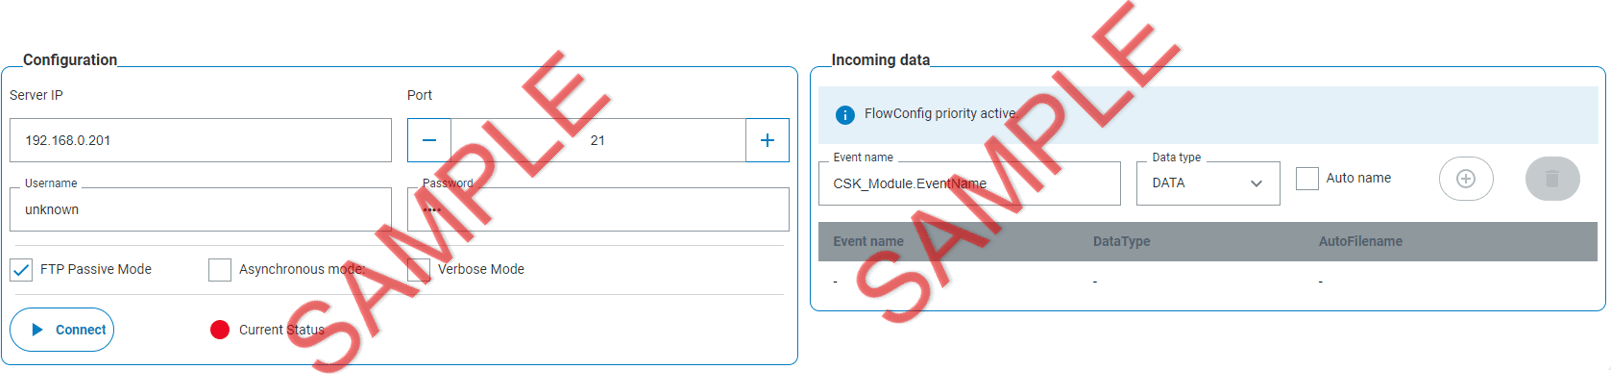 Configuration
Server IP
Port
192.168.0.201
21
Username
unknown
Password
••••
FTP Passive Mode
Asynchronous mode:
Verbose Mode
Connect
Current Status
SAMPLE
Incoming data
FlowConfig priority active.
Event name
CSK_Module.EventName
Data type
DATA
Auto name
Event name DataType AutoFilename
- - -
SAMPLE